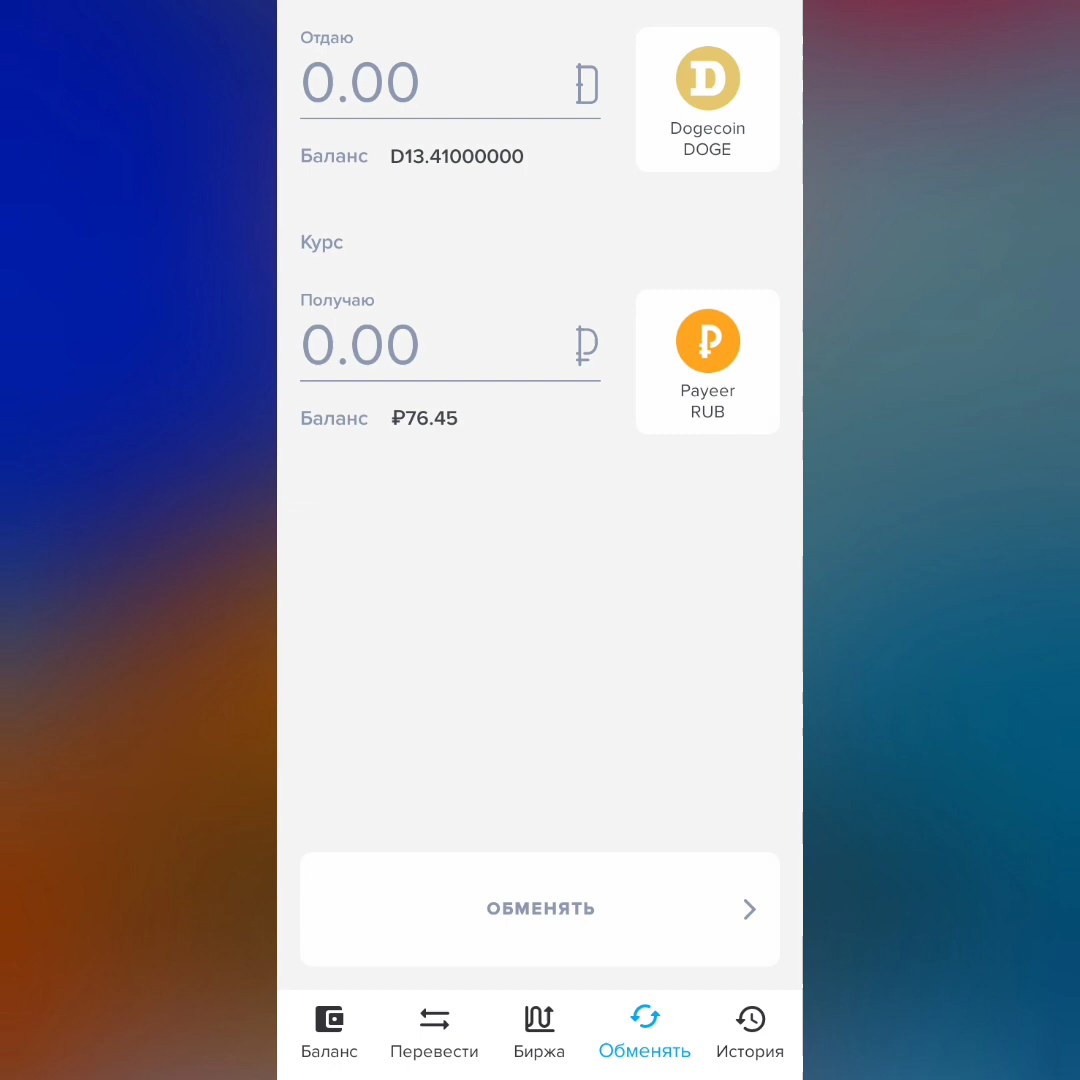 Отдаю
0.00 Đ
Dogecoin
DOGE
Баланс D13.41000000
Курс
Получаю
0.00 ₽
Payeer
RUB
Баланс ₽76.45
ОБМЕНЯТЬ
Баланс Перевести Биржа Обменять История